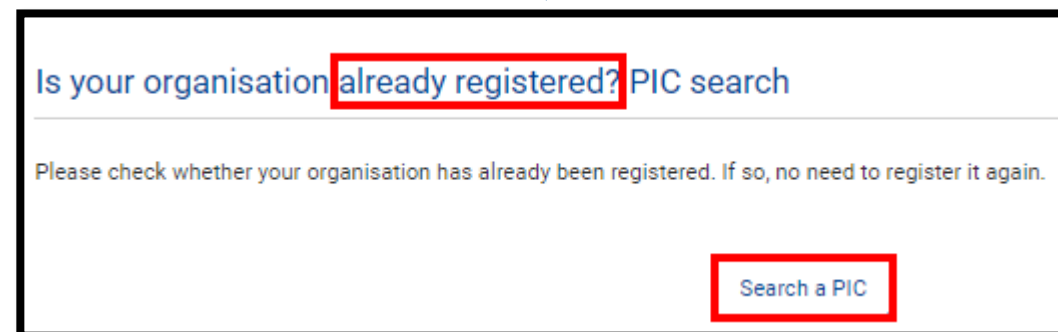 Is your organisation already registered? PIC search
Please check whether your organisation has already been registered. If so, no need to register it again.
Search a PIC